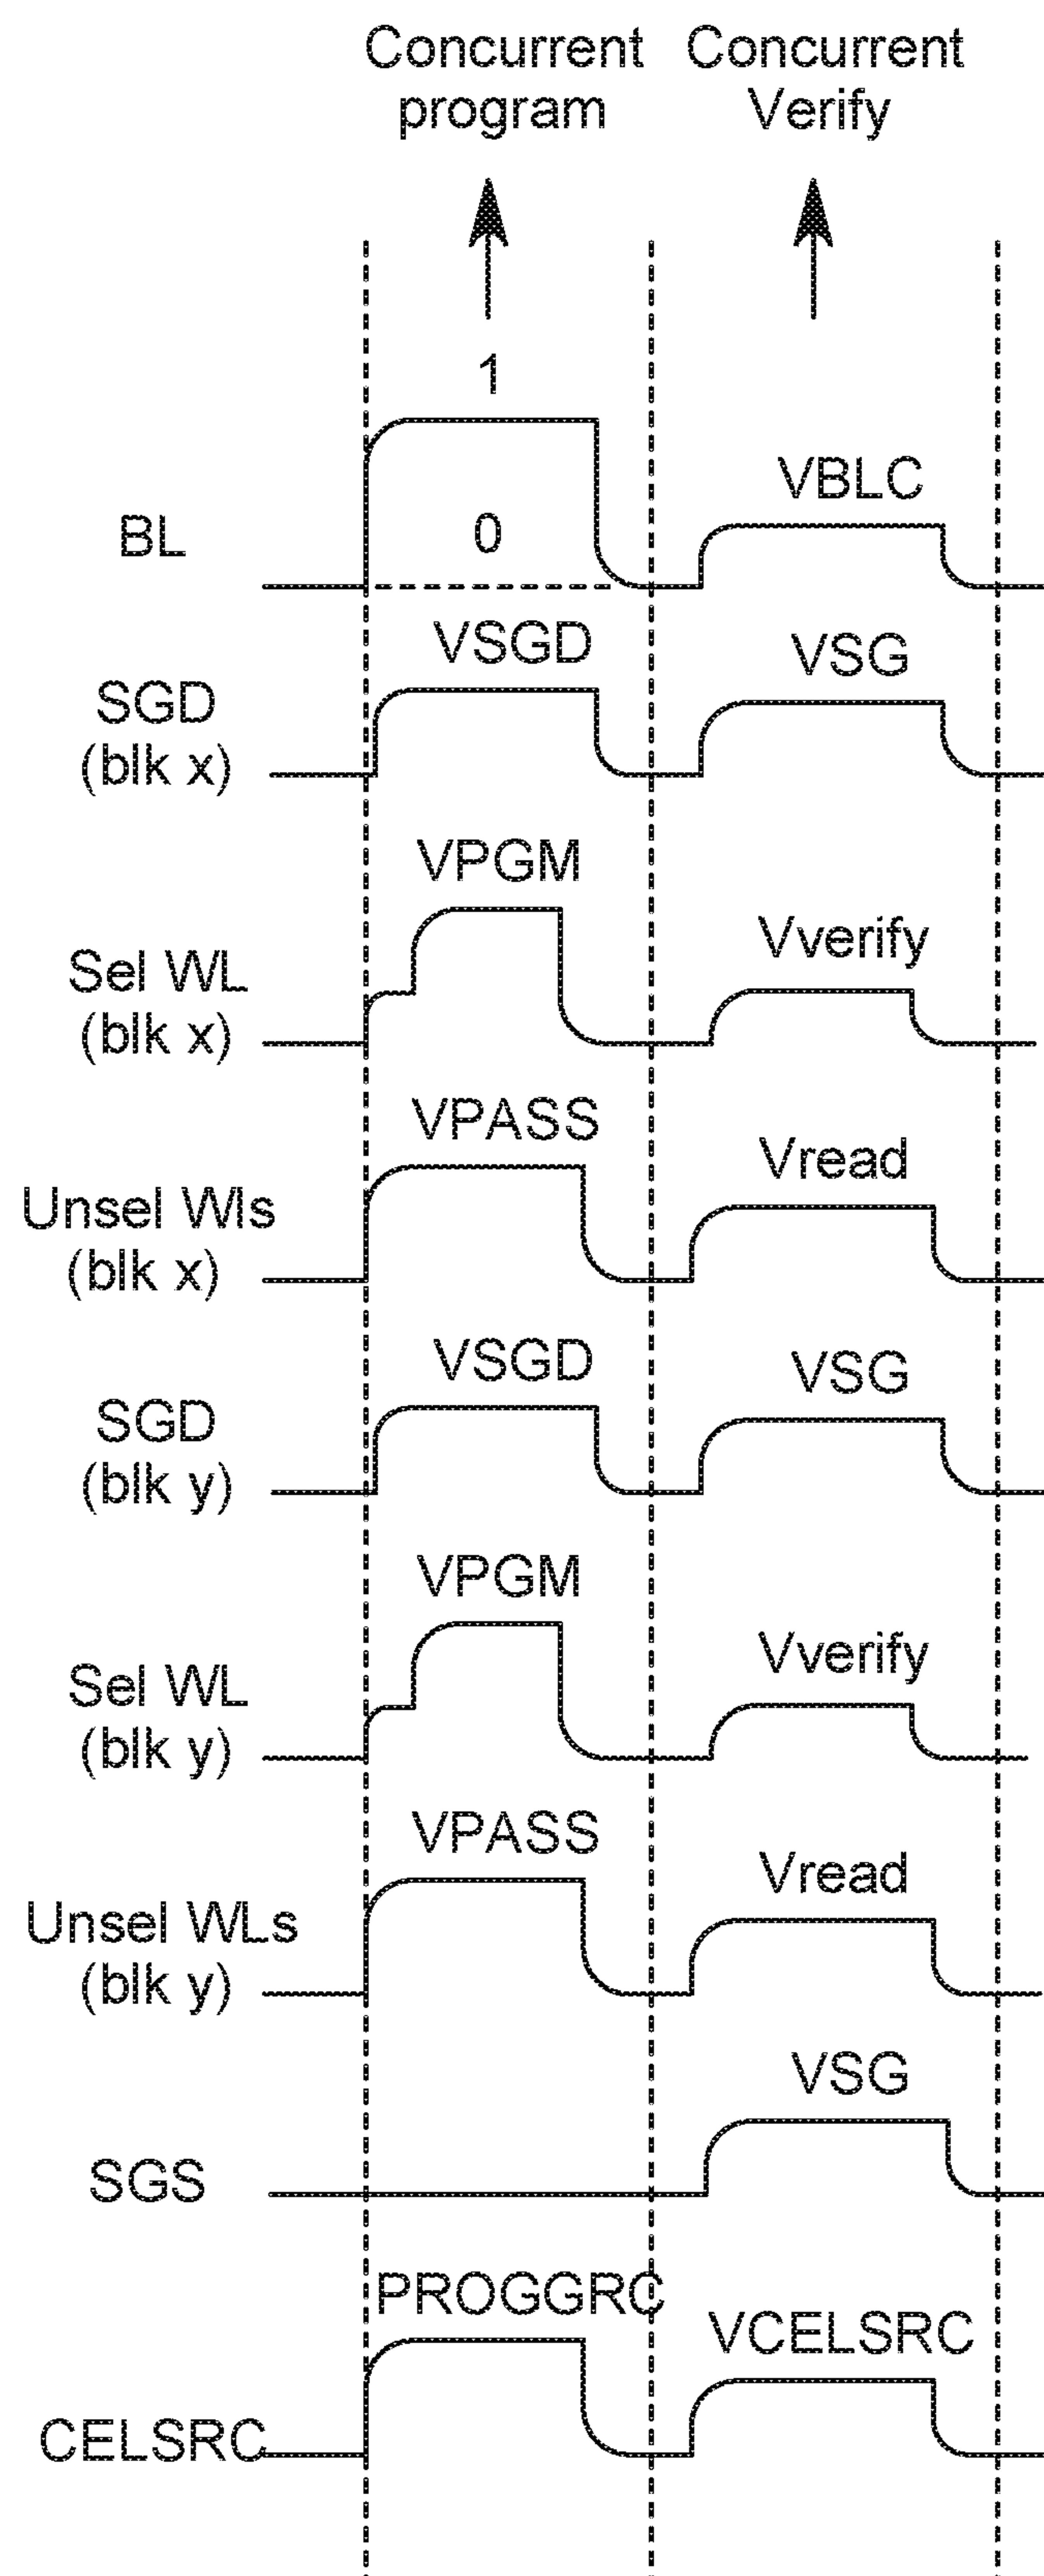 Concurrent program
Concurrent Verify
1
0
VBLC
BL
VSGD
VSG
SGD
(blk x)
VPGM
Vverify
Sel WL
(blk x)
VPASS
Vread
Unsel Wls
(blk x)
VSGD
VSG
SGD
(blk y)
VPGM
Vverify
Sel WL
(blk y)
VPASS
Vread
Unsel WLs
(blk y)
VSG
SGS
PROGGRC
VCELSRC
CELSRC